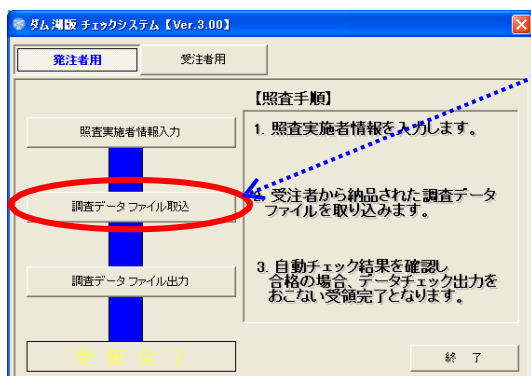 ダム湖版 チェックシステム【Ver.3.00】
発注者用
受注者用
【照査手順】
照査実施者情報入力
1. 照査実施者情報を入力します。
調査データファイル取込
2. 受注者から納品された調査データ
ファイルを取り込みます。
調査データファイル出力
3. 自動チェック結果を確認し
合格の場合、データチェック出力を
おこない受領完了となります。
受 領 完 了
終 了